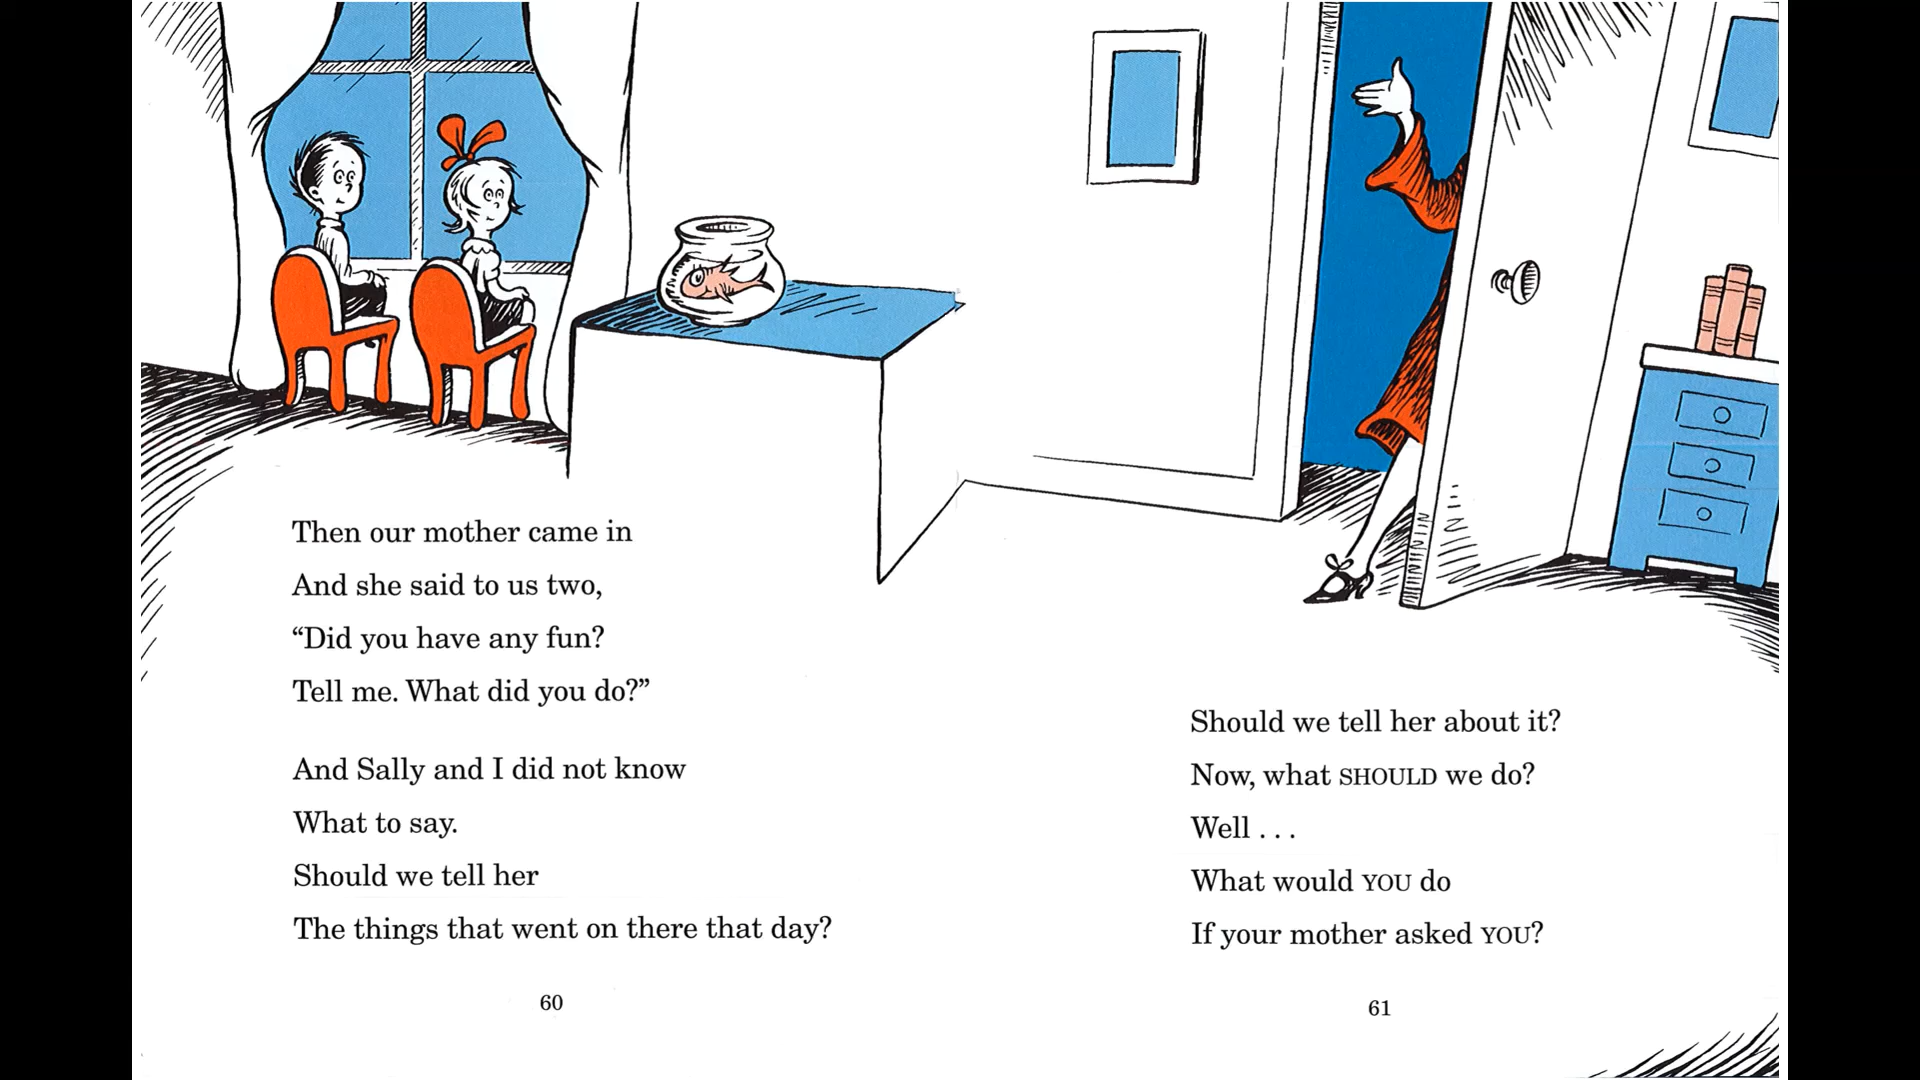 Then our mother came in
And she said to us two,
“Did you have any fun?
Tell me. What did you do?”
And Sally and I did not know
What to say.
Should we tell her
The things that went on there that day?
60
Should we tell her about it?
Now, what SHOULD we do?
Well . . .
What would YOU do
If your mother asked YOU?
61